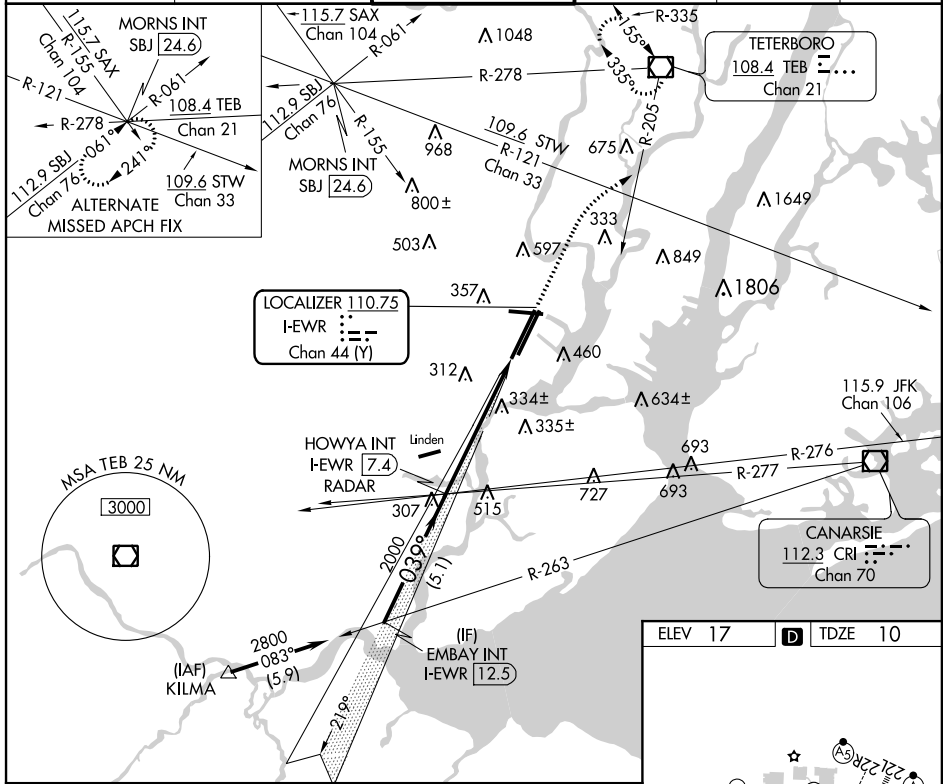 MORNS INT
SBJ 24.6
115.7 SAX
Chan 104
R-155
R-121
R-061
R-278
108.4 TEB
Chan 21
112.9 SBJ
Chan 76
061°
241°
109.6 STW
Chan 33
ALTERNATE
MISSED APCH FIX
115.7 SAX
Chan 104
R-061
1048
R-335
155°
335°
TETERBORO
108.4 TEB
Chan 21
R-278
R-205
112.9 SBJ
Chan 76
R-155
MORNS INT
SBJ 24.6
968
109.6 STW
R-121
Chan 33
675
800±
1649
333
503
597
849
1806
357
LOCALIZER 110.75
I-EWR
Chan 44 (Y)
460
312
334±
634±
335±
115.9 JFK
Chan 106
HOWYA INT
I-EWR 7.4
RADAR
Linden
693
R-276
R-277
MSA TEB 25 NM
3000
307
515
727
693
CANARSIE
112.3 CRI
Chan 70
2000
039°
(5.1)
R-263
2800
083°
(5.9)
(IAF)
KILMA
(IF)
EMBAY INT
I-EWR 12.5
219°
ELEV 17
D
TDZE 10
A5
22R
22L